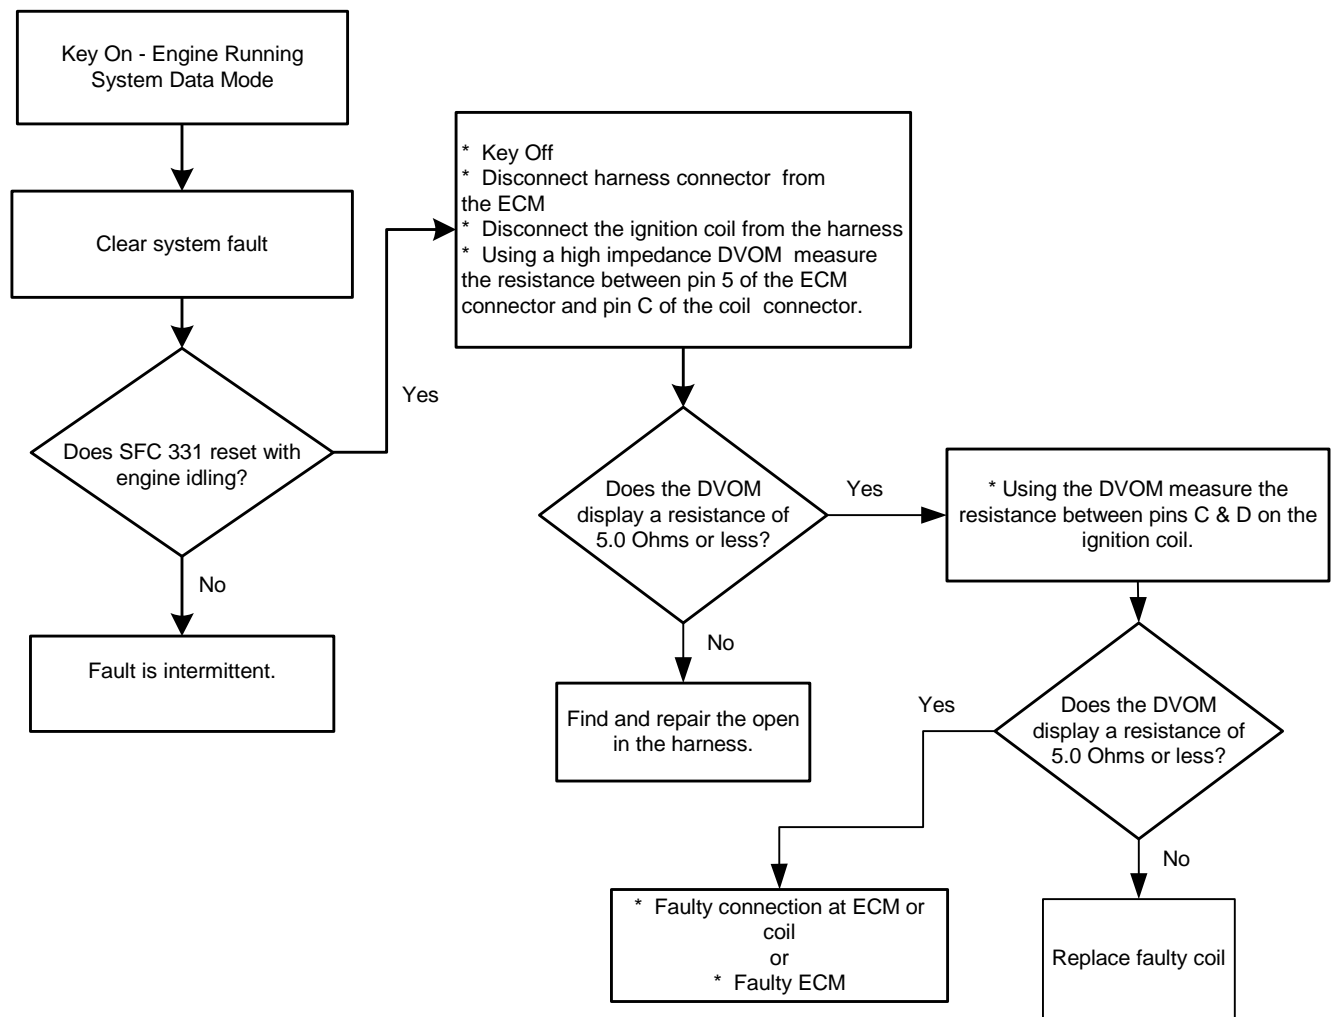 Key On - Engine Running
System Data Mode
Clear system fault
Does SFC 331 reset with
engine idling?
Yes
No
Fault is intermittent.
* Key Off
* Disconnect harness connector from
the ECM
* Disconnect the ignition coil from the harness
* Using a high impedance DVOM measure
the resistance between pin 5 of the ECM
connector and pin C of the coil connector.
Does the DVOM
display a resistance of
5.0 Ohms or less?
Yes
No
Find and repair the open
in the harness.
* Using the DVOM measure the
resistance between pins C & D on the
ignition coil.
Does the DVOM
display a resistance of
5.0 Ohms or less?
Yes
No
* Faulty connection at ECM or
coil
or
* Faulty ECM
Replace faulty coil